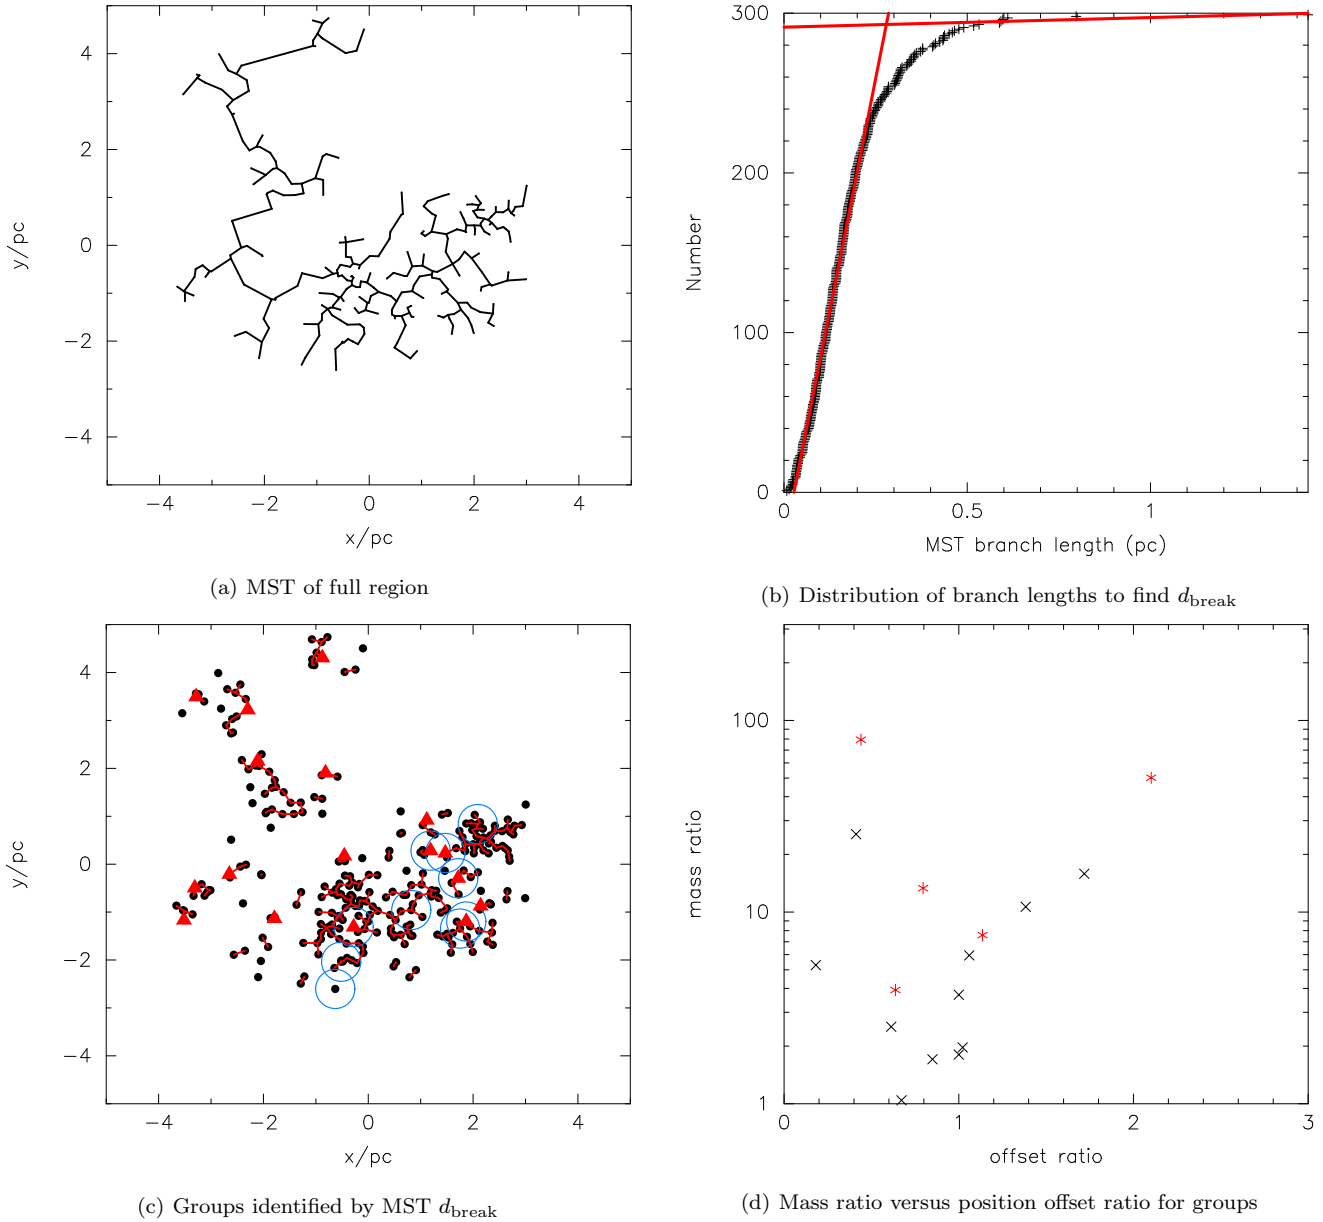 4
2
0
−2
−4
y/pc
−4
−2
0
2
4
x/pc
(a) MST of full region
300
200
100
0
Number
0
0.5
1
MST branch length (pc)
(b) Distribution of branch lengths to find d_break
4
2
0
−2
−4
y/pc
−4
−2
0
2
4
x/pc
(c) Groups identified by MST d_break
100
10
1
mass ratio
0
1
2
3
offset ratio
(d) Mass ratio versus position offset ratio for groups